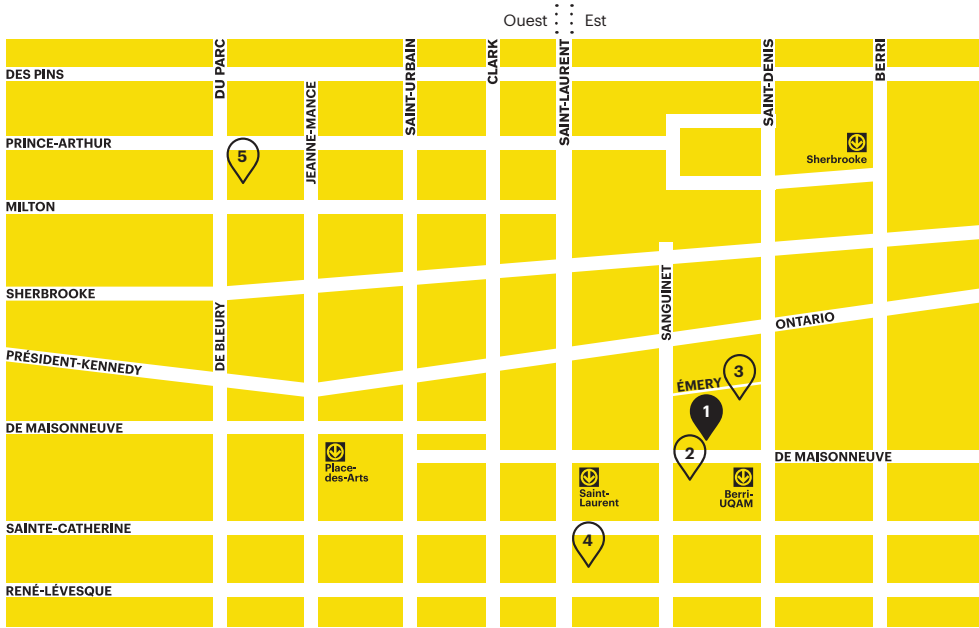 Ouest Est
DES PINS
DU PARC
JEANNE-MANCE
SAINT-URBAIN
CLARK
SAINT-LAURENT
SAINT-DENIS
BERRI
PRINCE-ARTHUR
5
Sherbrooke
MILTON
SHERBROOKE
DE BLEURY
SANGUINET
ONTARIO
PRÉSIDENT-KENNEDY
3
ÉMERY
1
DE MAISONNEUVE
2
DE MAISONNEUVE
Place-
des-Arts
Saint-
Laurent
Berri-
UQAM
SAINTE-CATHERINE
4
RENÉ-LÉVESQUE